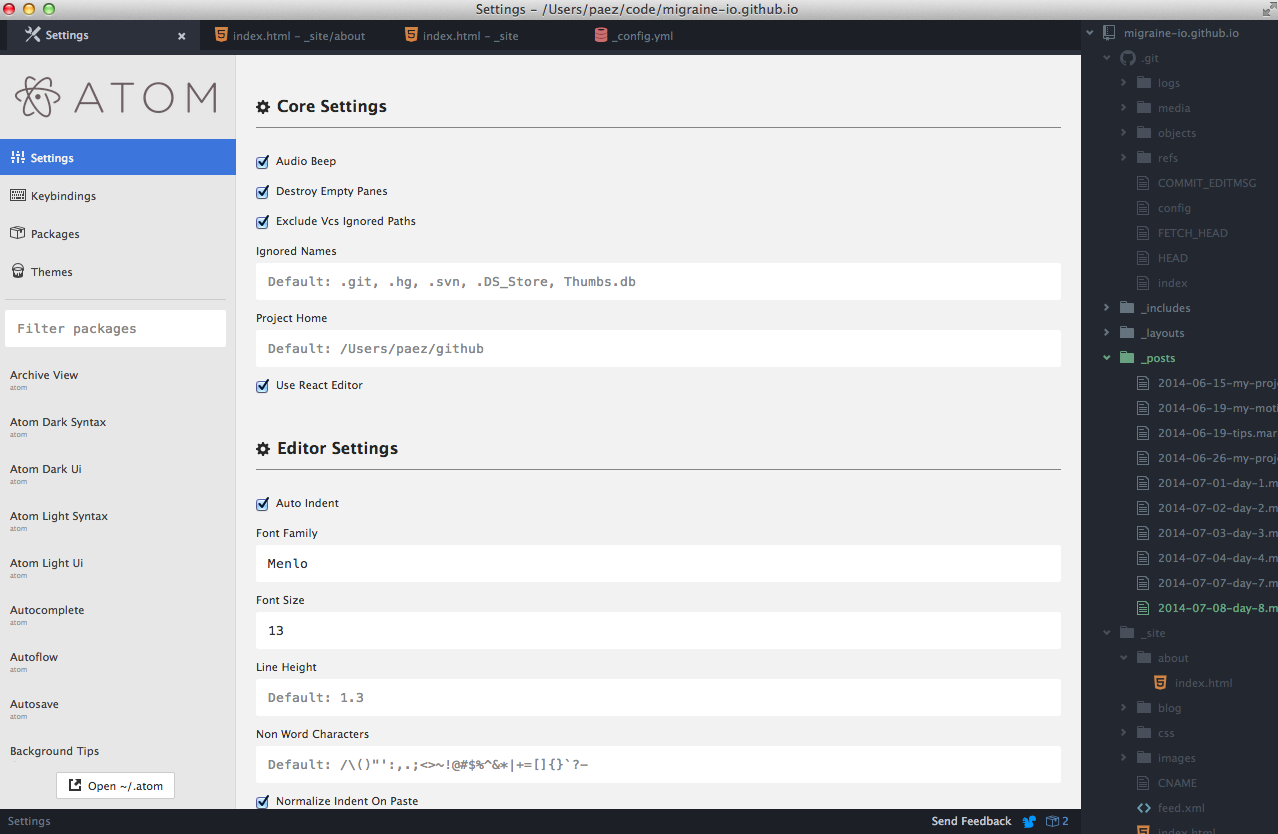 Settings – /Users/paez/code/migraine-io.github.io
Settings
index.html – _site/about
index.html – _site
_config.yml
ATOM
Settings
Keybindings
Packages
Themes
Filter packages
Archive View
atom
Atom Dark Syntax
atom
Atom Dark Ui
atom
Atom Light Syntax
atom
Atom Light Ui
atom
Autocomplete
atom
Autoflow
atom
Autosave
atom
Background Tips
Open ~/.atom
Core Settings
Audio Beep
Destroy Empty Panes
Exclude Vcs Ignored Paths
Ignored Names
Default: .git, .hg, .svn, .DS_Store, Thumbs.db
Project Home
Default: /Users/paez/github
Use React Editor
Editor Settings
Auto Indent
Font Family
Menlo
Font Size
13
Line Height
Default: 1.3
Non Word Characters
Default: /\()"':,.;<>~!@#$%^&*|+=[]{}`?-
Normalize Indent On Paste
migraine-io.github.io
.git
logs
media
objects
refs
COMMIT_EDITMSG
config
FETCH_HEAD
HEAD
index
_includes
_layouts
_posts
2014-06-15-my-proj
2014-06-19-my-moti
2014-06-19-tips.mar
2014-06-26-my-proj
2014-07-01-day-1.m
2014-07-02-day-2.m
2014-07-03-day-3.m
2014-07-04-day-4.m
2014-07-07-day-7.m
2014-07-08-day-8.m
_site
about
index.html
blog
css
images
CNAME
feed.xml
index.html
Settings
Send Feedback
2